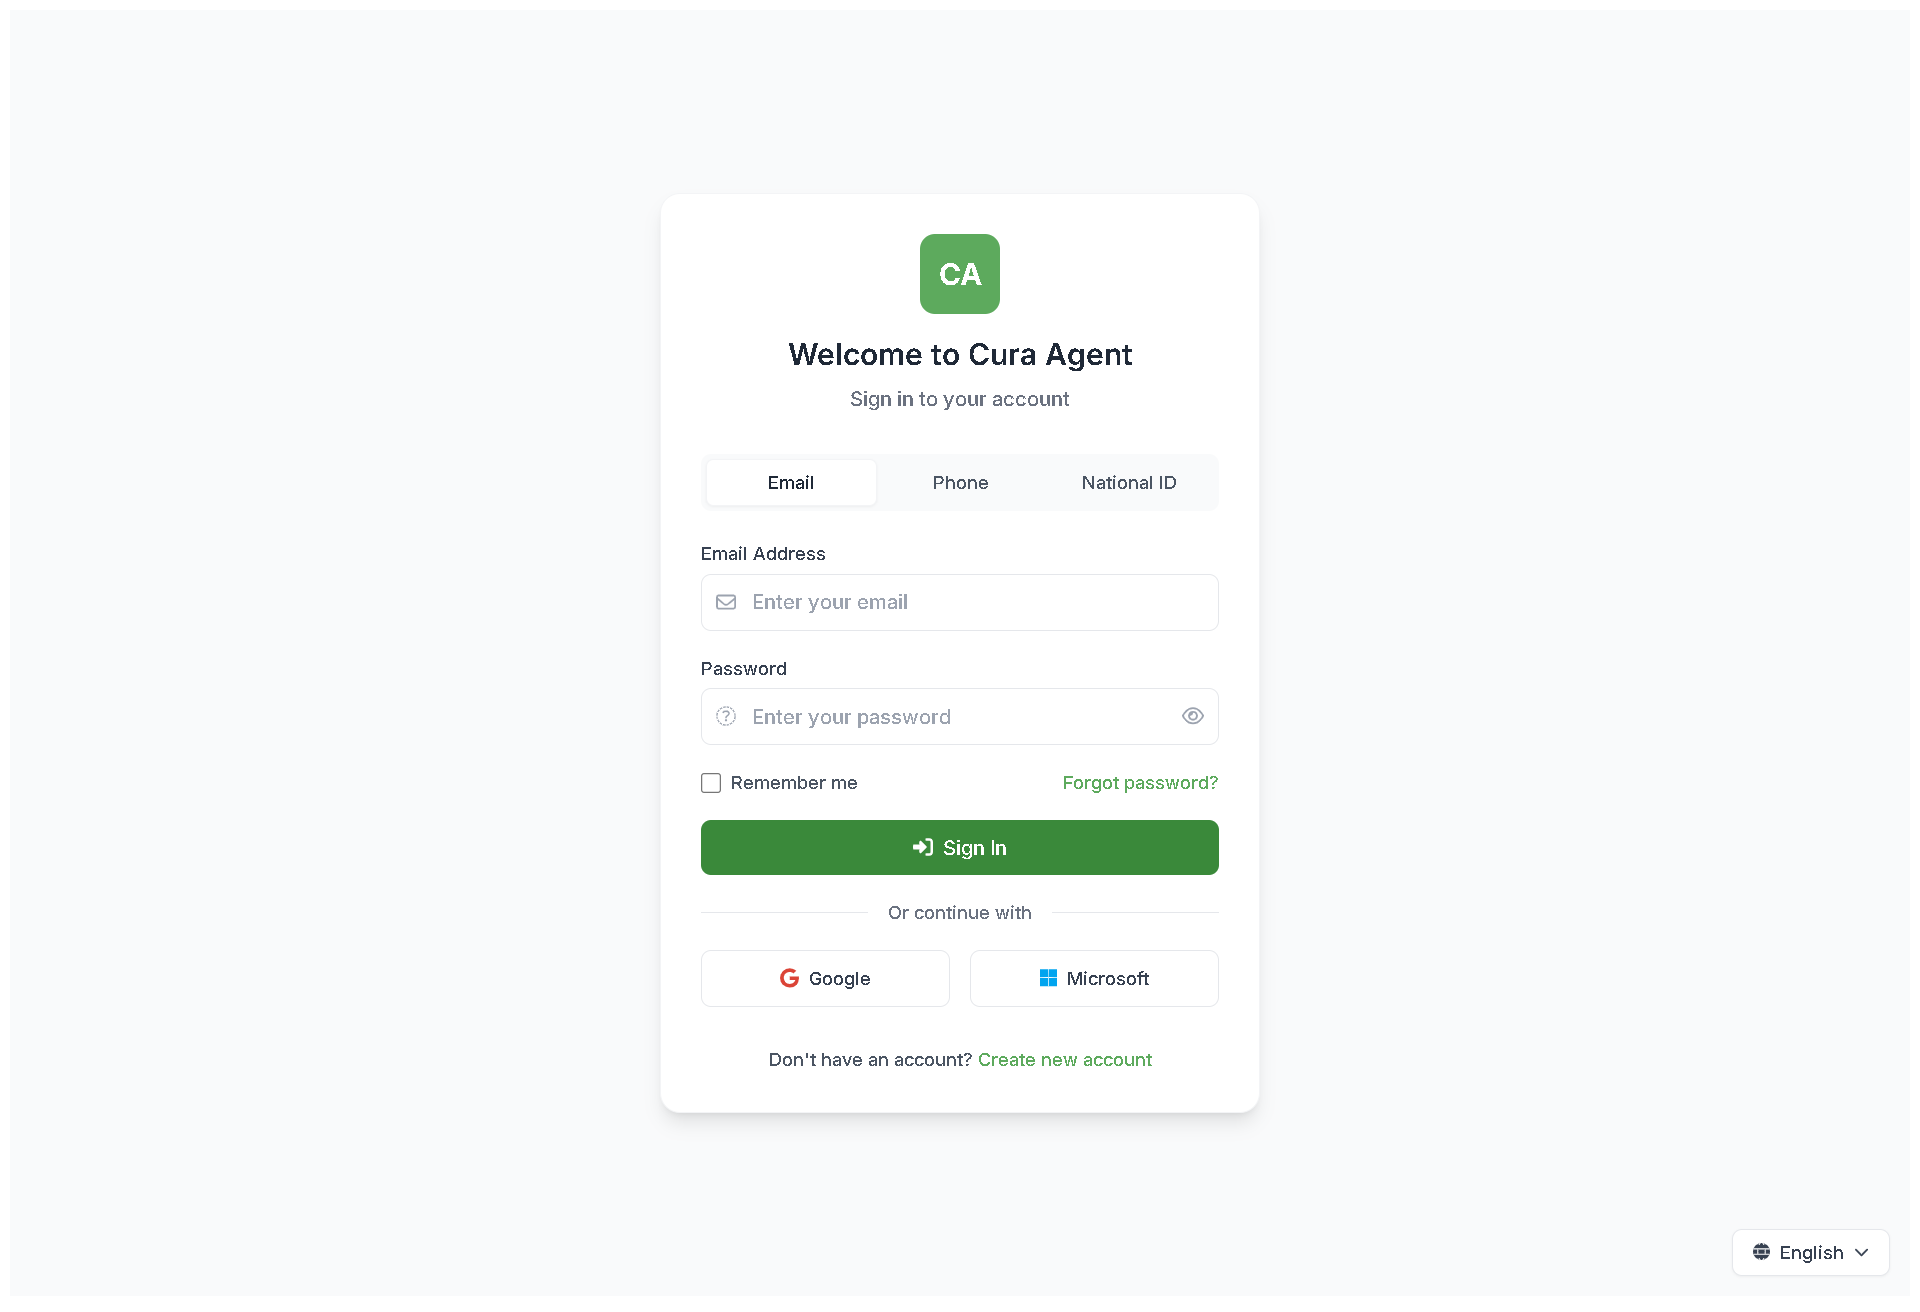 CA
Welcome to Cura Agent
Sign in to your account
Email Phone National ID
Email Address
Enter your email
Password
Enter your password
Remember me Forgot password?
Sign In
Or continue with
Google Microsoft
Don't have an account? Create new account
English